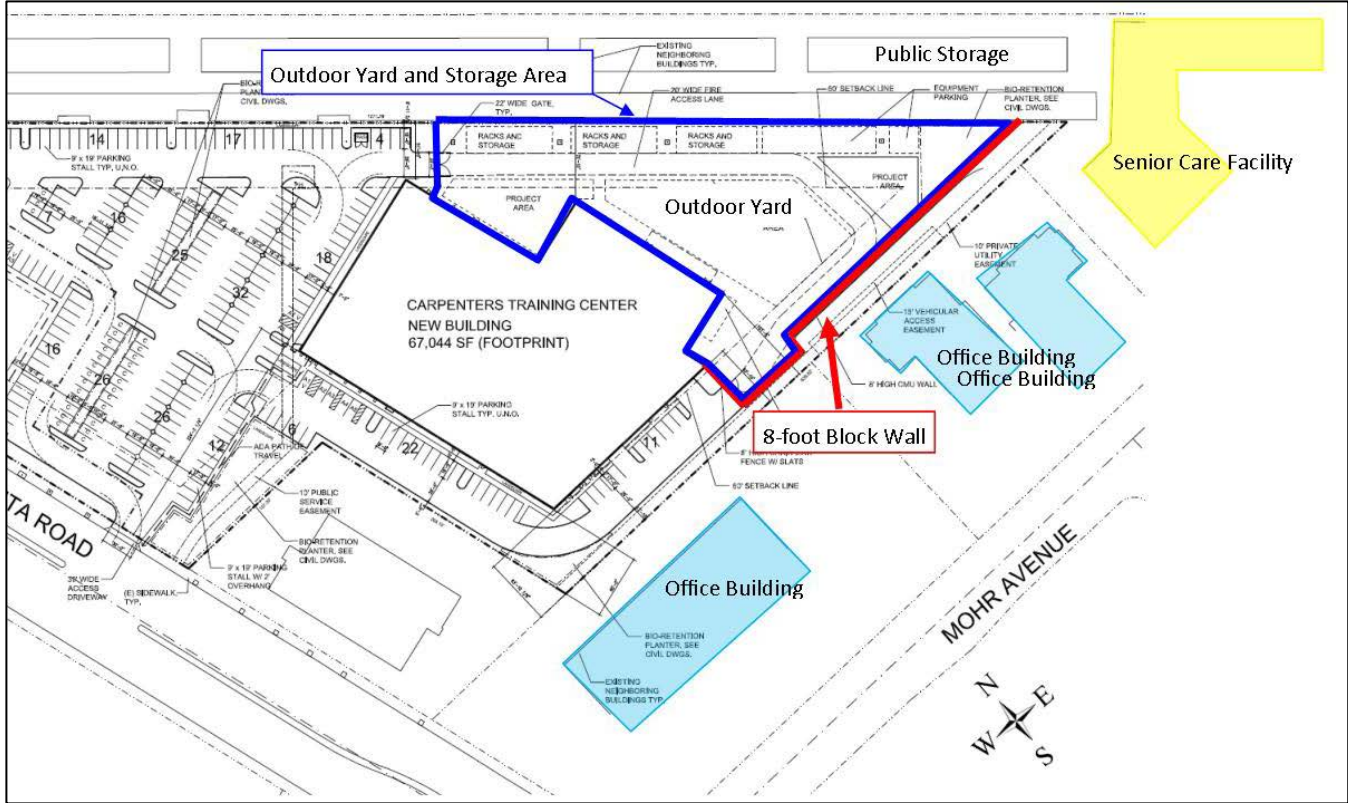 EXISTING
NEIGHBORING
BUILDINGS TYP.
Public Storage
Outdoor Yard and Storage Area
PLANTER, SEE
CIVIL DWGS.
22' WIDE GATE,
TYP.
20' WIDE FIRE
ACCESS LANE
60' SETBACK LINE
EQUIPMENT
PARKING
BIO-RETENTION
PLANTER, SEE
CIVIL DWGS.
14
17
4
9' x 19' PARKING
STALL TYP, U.N.O.
RACKS AND
STORAGE
RACKS AND
STORAGE
RACKS AND
STORAGE
Senior Care Facility
PROJECT
AREA
PROJECT
AREA
Outdoor Yard
AREA
7
16
25
18
32
10' PRIVATE
UTILITY
EASEMENT
CARPENTERS TRAINING CENTER
NEW BUILDING
67,044 SF (FOOTPRINT)
VEHICULAR
ACCESS
EASEMENT
16
26
26
12
6
22
11
Office Building
Office Building
8' HIGH CMU WALL
9' x 19' PARKING
STALL TYP. U.N.O.
8-foot Block Wall
FENCE W/ SLATS
60' SETBACK LINE
ADA PATH OF
TRAVEL
10' PUBLIC
SERVICE
EASEMENT
BIO-RETENTION
PLANTER, SEE
CIVIL DWGS.
9' x 19' PARKING
STALL W/ 2'
OVERHANG
TA ROAD
WIDE
ACCESS
DRIVEWAY
(E) SIDEWALK,
TYP.
Office Building
BIO-RETENTION
PLANTER, SEE
CIVIL DWGS.
EXISTING
NEIGHBORING
BUILDINGS TYP.
MOHR AVENUE
N
E
W
S